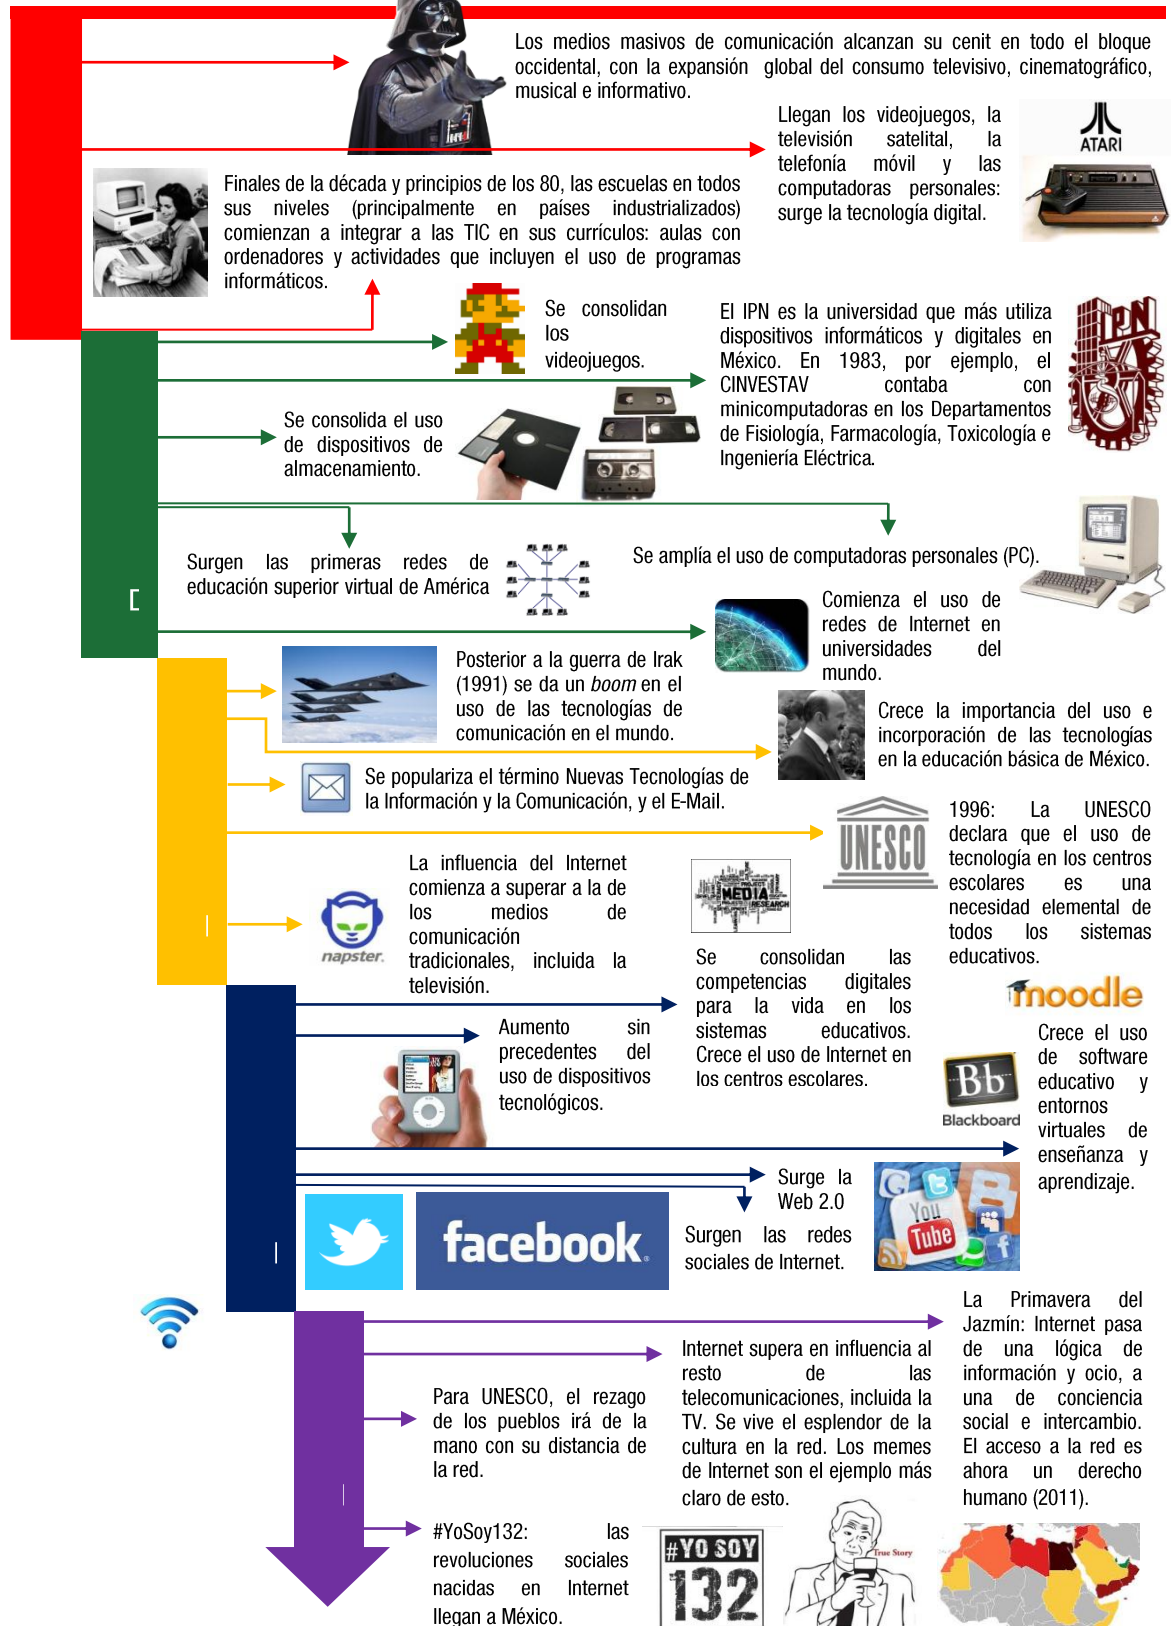 Los medios masivos de comunicación alcanzan su cenit en todo el bloque
occidental, con la expansión global del consumo televisivo, cinematográfico,
musical e informativo.
Llegan los videojuegos, la
televisión satelital, la
telefonía móvil y las
computadoras personales:
surge la tecnología digital.
ATARI
Finales de la década y principios de los 80, las escuelas en todos
sus niveles (principalmente en países industrializados)
comienzan a integrar a las TIC en sus currículos: aulas con
ordenadores y actividades que incluyen el uso de programas
informáticos.
Se consolidan
los
videojuegos.
El IPN es la universidad que más utiliza
dispositivos informáticos y digitales en
México. En 1983, por ejemplo, el
CINVESTAV contaba con
minicomputadoras en los Departamentos
de Fisiología, Farmacología, Toxicología e
Ingeniería Eléctrica.
IPN
Se consolida el uso
de dispositivos de
almacenamiento.
Surgen las primeras redes de
educación superior virtual de América
Se amplía el uso de computadoras personales (PC).
Comienza el uso de
redes de Internet en
universidades del
mundo.
Posterior a la guerra de Irak
(1991) se da un boom en el
uso de las tecnologías de
comunicación en el mundo.
Crece la importancia del uso e
incorporación de las tecnologías
en la educación básica de México.
Se populariza el término Nuevas Tecnologías de
la Información y la Comunicación, y el E-Mail.
UNESCO
1996: La UNESCO
declara que el uso de
tecnología en los centros
escolares es una
necesidad elemental de
todos los sistemas
educativos.
napster.
La influencia del Internet
comienza a superar a la de
los medios de
comunicación
tradicionales, incluida la
televisión.
PROJECT
MEDIA
RESEARCH
Se consolidan las
competencias digitales
para la vida en los
sistemas educativos.
Crece el uso de Internet en
los centros escolares.
moodle
Aumento sin
precedentes del
uso de dispositivos
tecnológicos.
Bb
Blackboard
Crece el uso
de software
educativo y
entornos
virtuales de
enseñanza y
aprendizaje.
Surge la
Web 2.0
You
Tube
facebook
Surgen las redes
sociales de Internet.
La Primavera del
Jazmín: Internet pasa
de una lógica de
información y ocio, a
una de conciencia
social e intercambio.
El acceso a la red es
ahora un derecho
humano (2011).
Internet supera en influencia al
resto de las
telecomunicaciones, incluida la
TV. Se vive el esplendor de la
cultura en la red. Los memes
de Internet son el ejemplo más
claro de esto.
Para UNESCO, el rezago
de los pueblos irá de la
mano con su distancia de
la red.
#YoSoy132: las
revoluciones sociales
nacidas en Internet
llegan a México.
#YO SOY
132
True Story